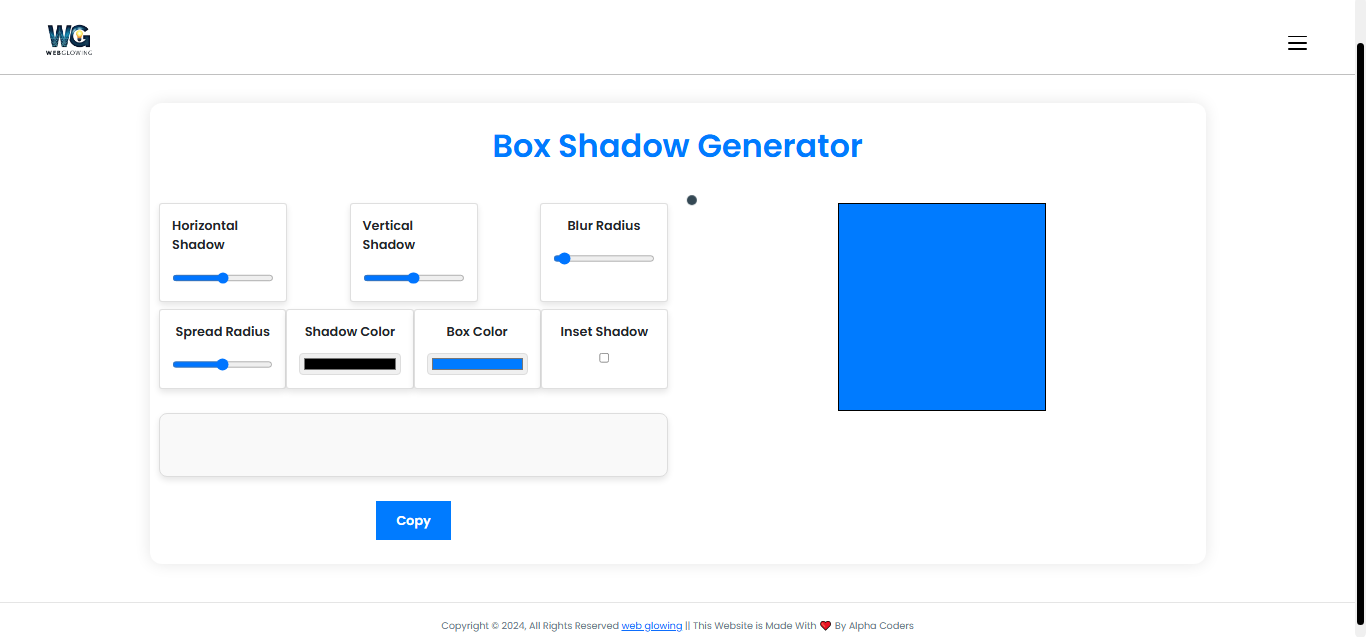 WG
WEBGLOWING
Box Shadow Generator
Horizontal
Shadow
Vertical
Shadow
Blur Radius
Spread Radius
Shadow Color
Box Color
Inset Shadow
Copy
Copyright © 2024, All Rights Reserved web glowing || This Website is Made With ❤️ By Alpha Coders